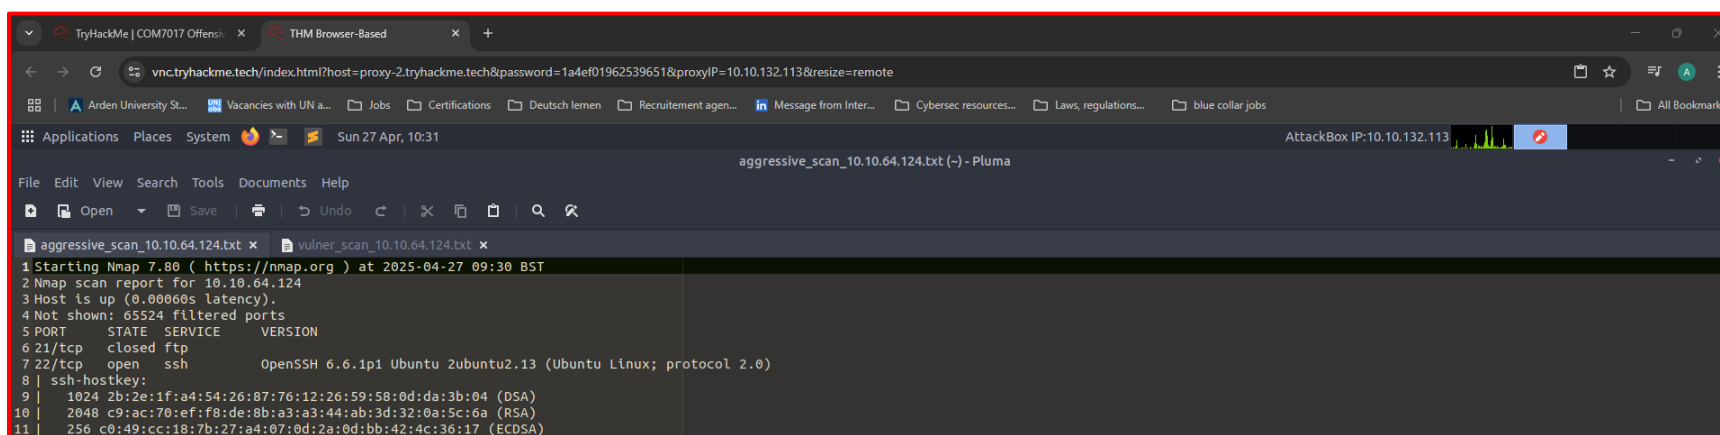 TryHackMe | COM7017 Offensiv
THM Browser-Based
vnc.tryhackme.tech/index.html?host=proxy-2.tryhackme.tech&password=1a4ef01962539651&proxyIP=10.10.132.113&resize=remote
A
Arden University St... Vacancies with UN a... Jobs Certifications Deutsch lernen Recruitement agen... Message from Inter... Cybersec resources... Laws, regulations... blue collar jobs All Bookmark
Applications Places System Sun 27 Apr, 10:31 AttackBox IP:10.10.132.113
aggressive_scan_10.10.64.124.txt (~) - Pluma
File Edit View Search Tools Documents Help
Open Save Undo
aggressive_scan_10.10.64.124.txt vulner_scan_10.10.64.124.txt
1 Starting Nmap 7.80 ( https://nmap.org ) at 2025-04-27 09:30 BST
2 Nmap scan report for 10.10.64.124
3 Host is up (0.00060s latency).
4 Not shown: 65524 filtered ports
5 PORT STATE SERVICE VERSION
6 21/tcp closed ftp
7 22/tcp open ssh OpenSSH 6.6.1p1 Ubuntu 2ubuntu2.13 (Ubuntu Linux; protocol 2.0)
8 | ssh-hostkey:
9 | 1024 2b:2e:1f:a4:54:26:87:76:12:26:59:58:0d:da:3b:04 (DSA)
10 | 2048 c9:ac:70:ef:f8:de:8b:a3:a3:44:ab:3d:32:0a:5c:6a (RSA)
11 | 256 c0:49:cc:18:7b:27:a4:07:0d:2a:0d:bb:42:4c:36:17 (ECDSA)